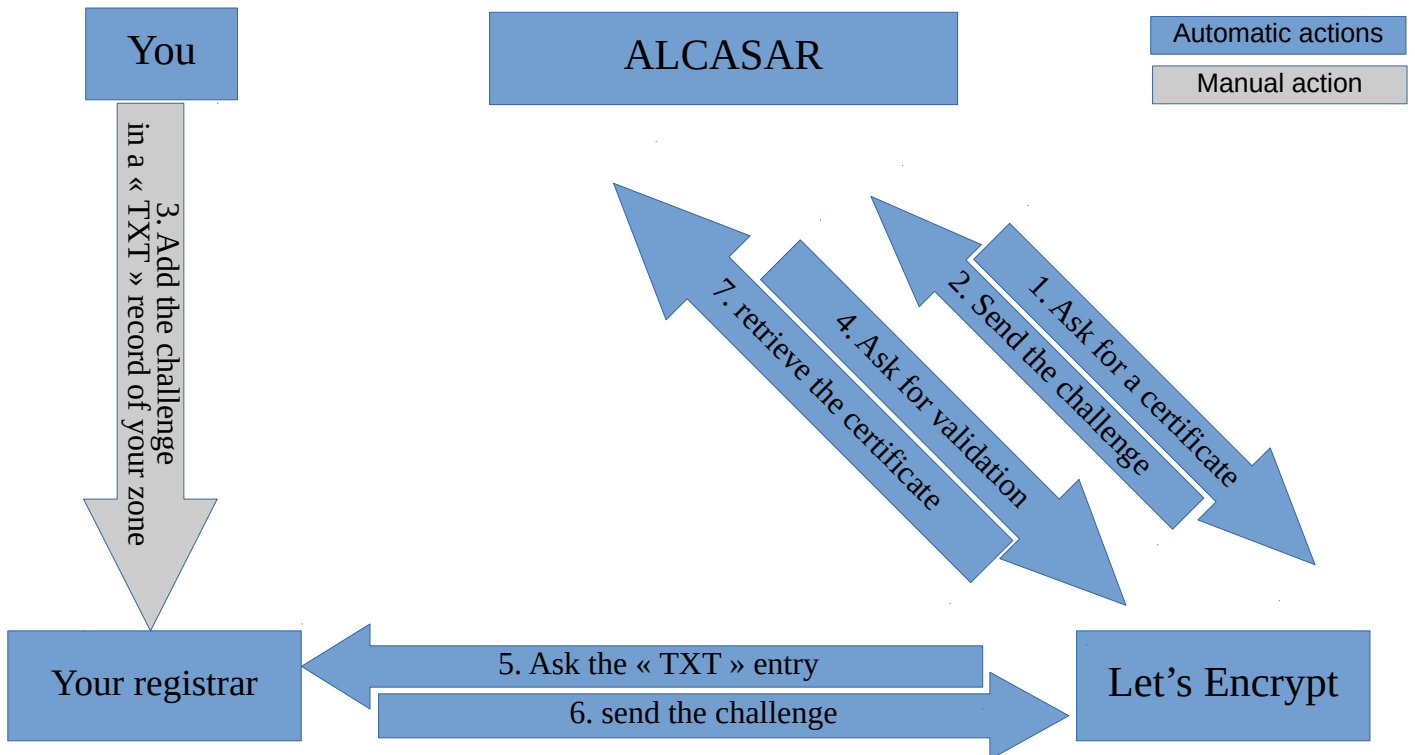 You
ALCASAR
Automatic actions
Manual action
3. Add the challenge
in a « TXT » record of your zone
1. Ask for a certificate
2. Send the challenge
4. Ask for validation
7. retrieve the certificate
5. Ask the « TXT » entry
6. send the challenge
Your registrar
Let’s Encrypt